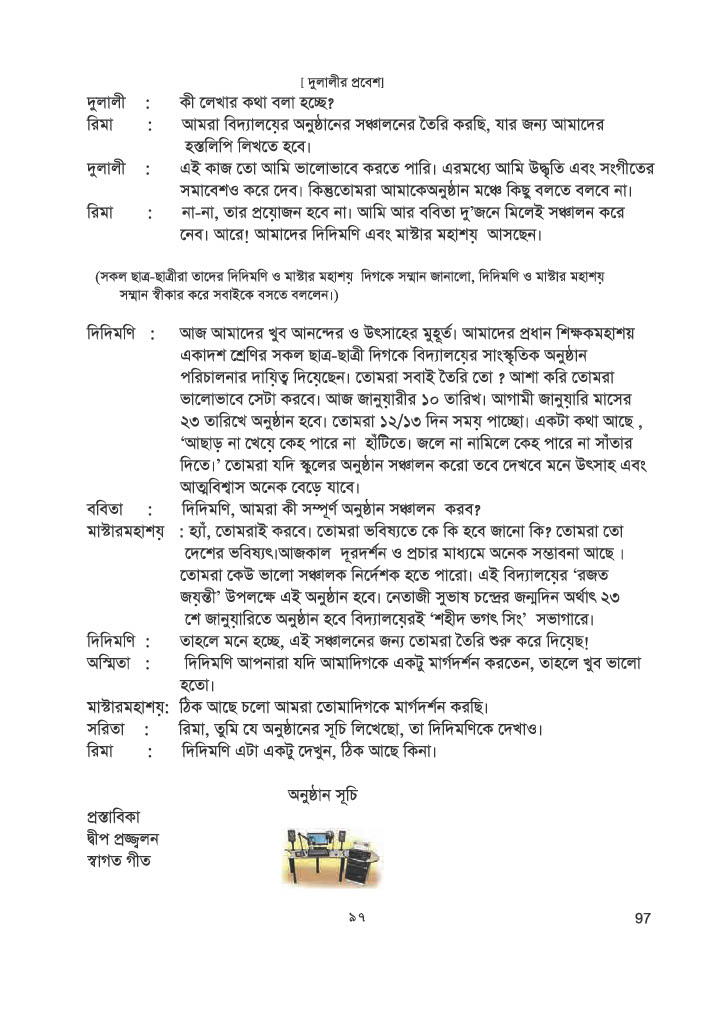 [ দুলালীর প্রবেশ]
দুলালী : কী লেখার কথা বলা হচ্ছে?
রিমা : আমরা বিদ্যালয়ের অনুষ্ঠানের সঞ্চালনের তৈরি করছি, যার জন্য আমাদের
হস্তলিপি লিখতে হবে।
দুলালী : এই কাজ তো আমি ভালোভাবে করতে পারি। এরমধ্যে আমি উদ্ধৃতি এবং সংগীতের
সমাবেশও করে দেব। কিন্তুতোমরা আমাকেঅনুষ্ঠান মঞ্চে কিছু বলতে বলবে না।
রিমা : না-না, তার প্রয়োজন হবে না। আমি আর ববিতা দু’জনে মিলেই সঞ্চালন করে
নেব। আরে! আমাদের দিদিমণি এবং মাস্টার মহাশয় আসছেন।
(সকল ছাত্র-ছাত্রীরা তাদের দিদিমণি ও মাস্টার মহাশয় দিগকে সম্মান জানালো, দিদিমণি ও মাস্টার মহাশয়
সম্মান স্বীকার করে সবাইকে বসতে বললেন।)
দিদিমণি : আজ আমাদের খুব আনন্দের ও উৎসাহের মুহূর্ত। আমাদের প্রধান শিক্ষকমহাশয়
একাদশ শ্রেণির সকল ছাত্র-ছাত্রী দিগকে বিদ্যালয়ের সাংস্কৃতিক অনুষ্ঠান
পরিচালনার দায়িত্ব দিয়েছেন। তোমরা সবাই তৈরি তো ? আশা করি তোমরা
ভালোভাবে সেটা করবে। আজ জানুয়ারীর ১০ তারিখ। আগামী জানুয়ারি মাসের
২৩ তারিখে অনুষ্ঠান হবে। তোমরা ১২/১৩ দিন সময় পাচ্ছো। একটা কথা আছে ,
‘আছাড় না খেয়ে কেহ পারে না হাঁটিতে। জলে না নামিলে কেহ পারে না সাঁতার
দিতে।’ তোমরা যদি স্কুলের অনুষ্ঠান সঞ্চালন করো তবে দেখবে মনে উৎসাহ এবং
আত্মবিশ্বাস অনেক বেড়ে যাবে।
ববিতা : দিদিমণি, আমরা কী সম্পূর্ণ অনুষ্ঠান সঞ্চালন করব?
মাস্টারমহাশয় : হ্যাঁ, তোমরাই করবে। তোমরা ভবিষ্যতে কে কি হবে জানো কি? তোমরা তো
দেশের ভবিষ্যৎ।আজকাল দূরদর্শন ও প্রচার মাধ্যমে অনেক সম্ভাবনা আছে ।
তোমরা কেউ ভালো সঞ্চালক নির্দেশক হতে পারো। এই বিদ্যালয়ের ‘রজত
জয়ন্তী’ উপলক্ষে এই অনুষ্ঠান হবে। নেতাজী সুভাষ চন্দ্রের জন্মদিন অর্থাৎ ২৩
শে জানুয়ারিতে অনুষ্ঠান হবে বিদ্যালয়েরই ‘শহীদ ভগৎ সিং’ সভাগারে।
দিদিমণি : তাহলে মনে হচ্ছে, এই সঞ্চালনের জন্য তোমরা তৈরি শুরু করে দিয়েছ!
অস্মিতা : দিদিমণি আপনারা যদি আমাদিগকে একটু মার্গদর্শন করতেন, তাহলে খুব ভালো
হতো।
মাস্টারমহাশয়: ঠিক আছে চলো আমরা তোমাদিগকে মার্গদর্শন করছি।
সরিতা : রিমা, তুমি যে অনুষ্ঠানের সূচি লিখেছো, তা দিদিমণিকে দেখাও।
রিমা : দিদিমণি এটা একটু দেখুন, ঠিক আছে কিনা।
অনুষ্ঠান সূচি
প্রস্তাবিকা
দ্বীপ প্রজ্জ্বলন
স্বাগত গীত
৯৭ 97